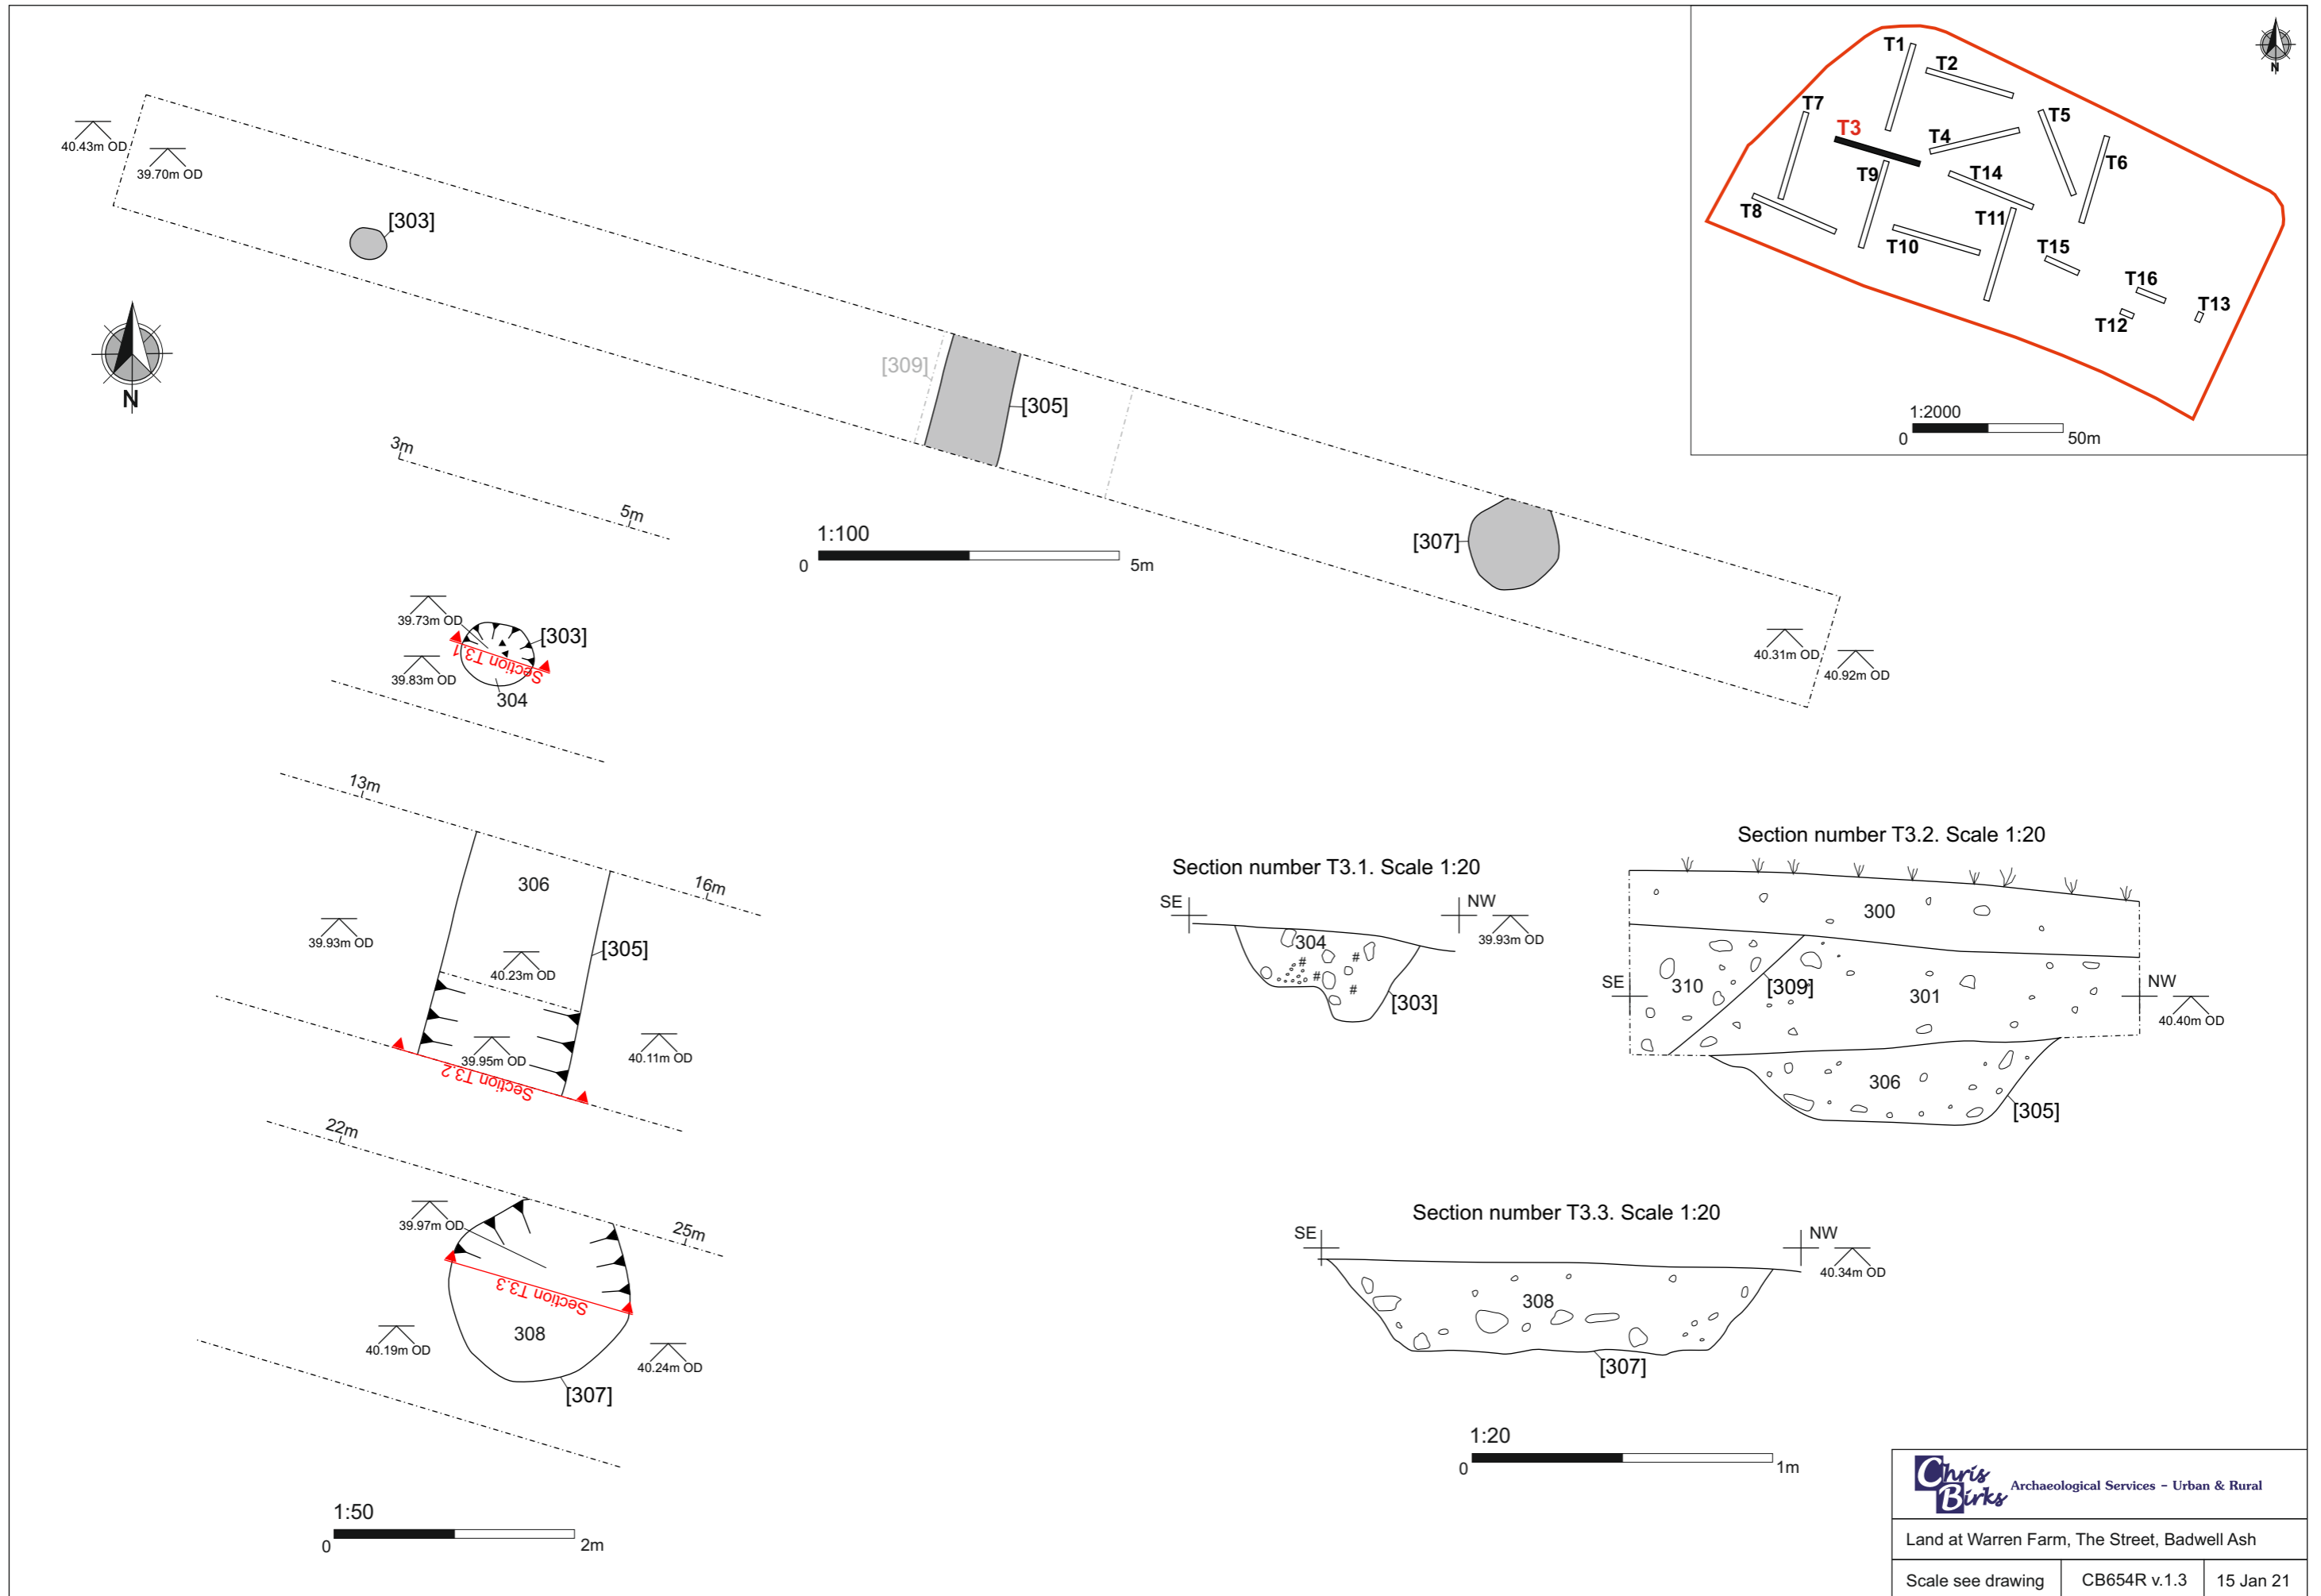 40.43m OD
39.70m OD
[303]
N
[309]
[305]
[307]
40.31m OD
40.92m OD
1:100
0
5m
T1
T2
T3
T4
T5
T6
T7
T8
T9
T10
T11
T14
T15
T16
T12
T13
N
1:2000
0
50m
3m
5m
39.73m OD
39.83m OD
[303]
Section T3.1
304
13m
16m
306
39.93m OD
40.23m OD
[305]
39.95m OD
40.11m OD
Section T3.2
22m
25m
39.97m OD
Section T3.3
308
40.19m OD
40.24m OD
[307]
1:50
0
2m
Section number T3.1. Scale 1:20
SE
NW
39.93m OD
304
#
#
#
#
[303]
Section number T3.2. Scale 1:20
300
310
[309]
301
SE
NW
40.40m OD
306
[305]
Section number T3.3. Scale 1:20
SE
NW
40.34m OD
308
[307]
1:20
0
1m
Chris
Birks
Archaeological Services - Urban & Rural
Land at Warren Farm, The Street, Badwell Ash
Scale see drawing
CB654R v.1.3
15 Jan 21